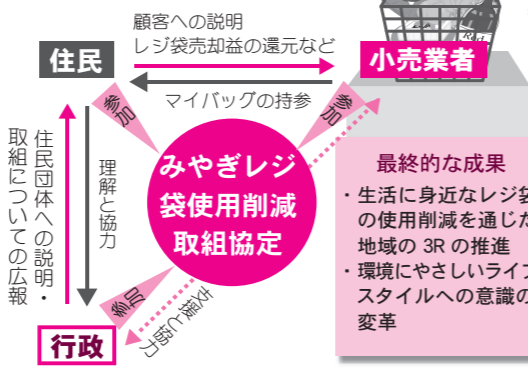 顧客への説明
レジ袋売却益の還元など
住民
小売業者
マイバッグの持参
参加
参加
みやぎレジ
袋使用削減
取組協定
住民団体への説明・
取組についての広報
理解と協力
参加
支援と協力
行政
最終的な成果
・生活に身近なレジ袋
の使用削減を通じた
地域の 3R の推進
・環境にやさしいライフ
スタイルへの意識の
変革